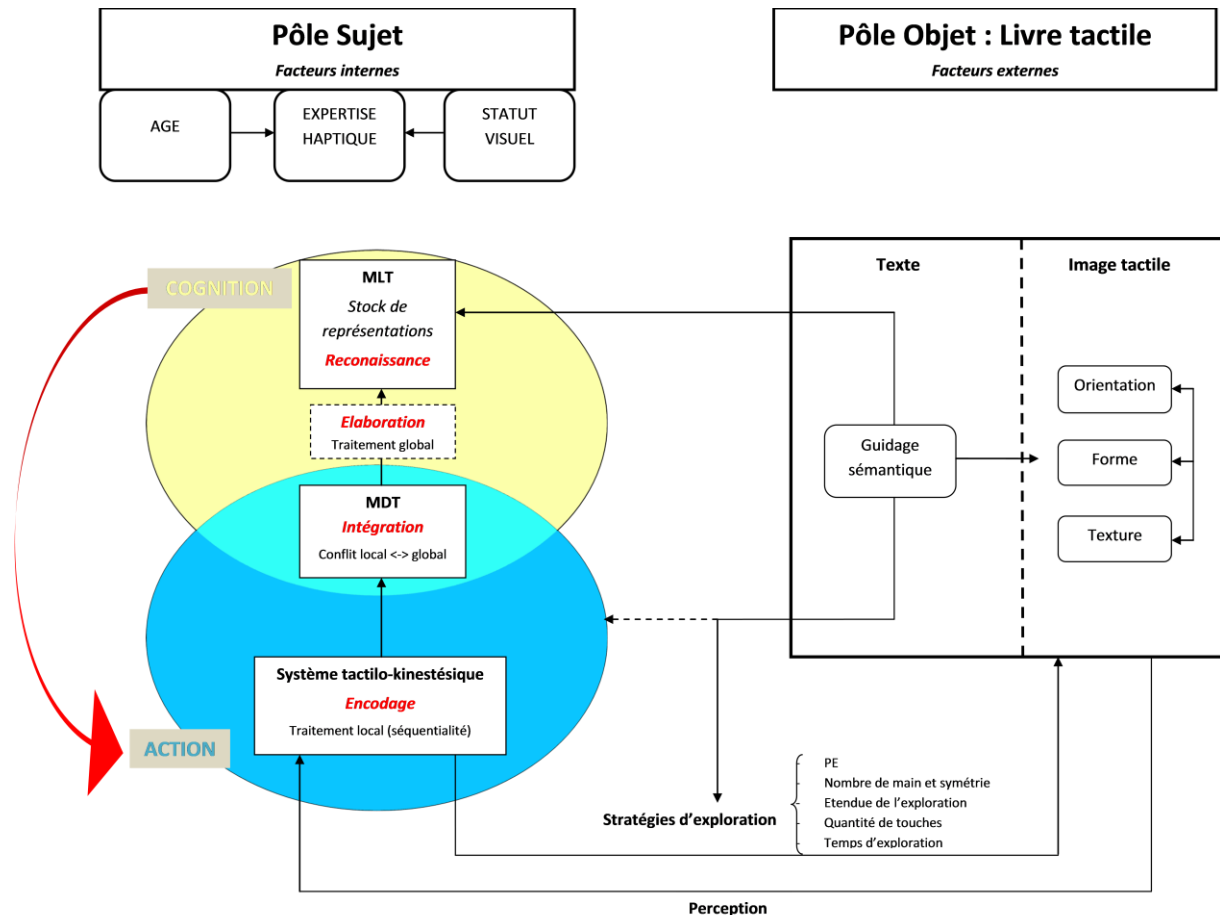 Pôle Sujet
Facteurs internes
Pôle Objet : Livre tactile
Facteurs externes
AGE
EXPERTISE
HAPTIQUE
STATUT
VISUEL
COGNITION
MLT
Stock de
représentations
Reconaissance
Elaboration
Traitement global
MDT
Intégration
Conflit local <-> global
Système tactilo-kinestésique
Encodage
Traitement local (séquentialité)
ACTION
Texte
Image tactile
Guidage
sémantique
Orientation
Forme
Texture
Stratégies d’exploration
PE
Nombre de main et symétrie
Etendue de l’exploration
Quantité de touches
Temps d’exploration
Perception